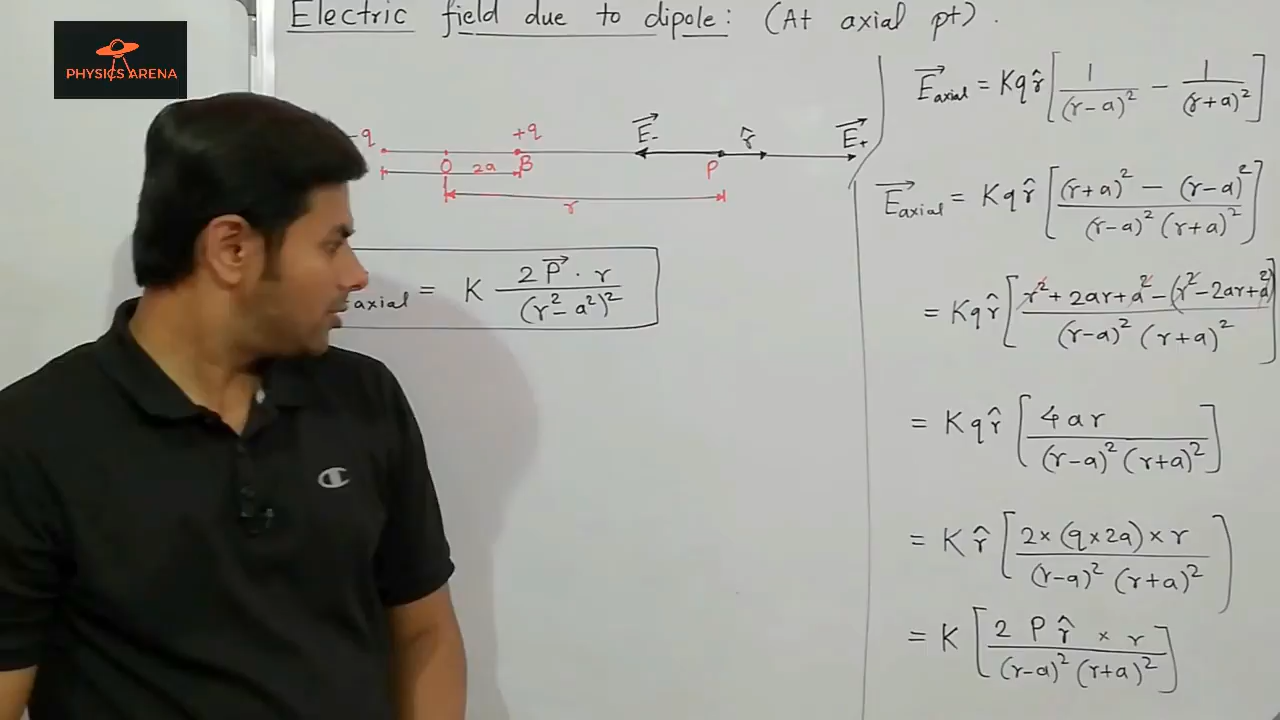 Electric field due to dipole: (At axial pt).
PHYSICS ARENA
-q +q E⃗- r̂ E⃗+
O 2a B P
r
axial = K 2P⃗ · r / (r² - a²)²
E⃗axial = Kq r̂ [1/(r-a)² - 1/(r+a)²]
E⃗axial = Kq r̂ [(r+a)² - (r-a)² / (r-a)² (r+a)²]
= Kq r̂ [r² + 2ar + a² - (r² - 2ar + a²) / (r-a)² (r+a)²]
= Kq r̂ [4ar / (r-a)² (r+a)²]
= K r̂ [2×(q×2a)×r / (r-a)² (r+a)²]
= K [2 P r̂ × r / (r-a)² (r+a)²]